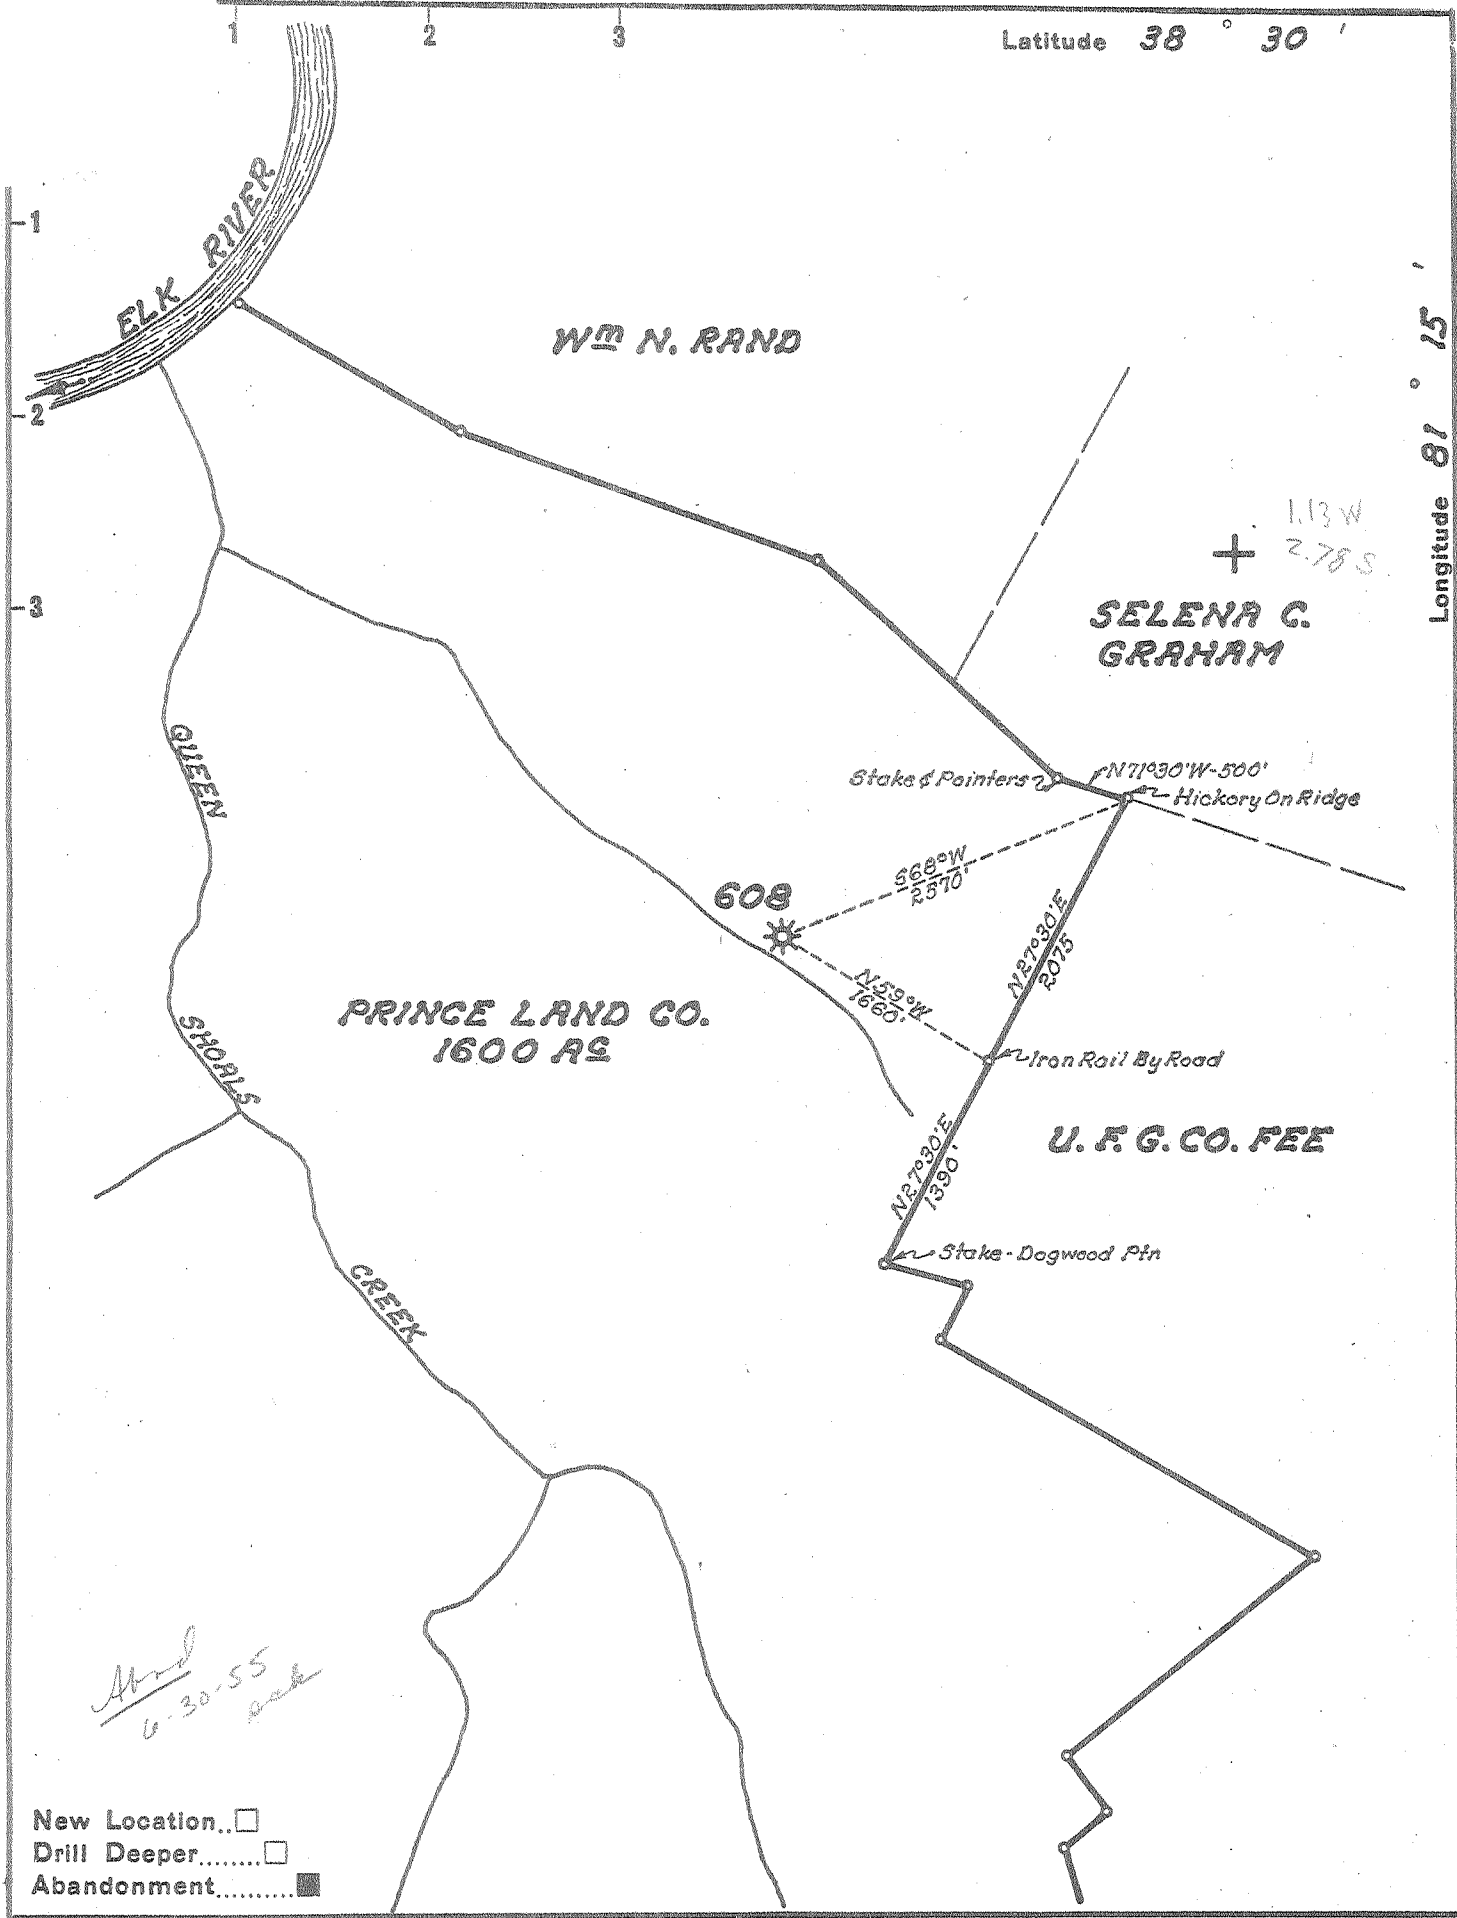 1 2 3
Latitude 38 ° 30 '
1
2
3
Longitude 81 ° 15 '
ELK RIVER
Wm N. RAND
1.13 W
2.78 S
SELENA C.
GRAHAM
QUEEN
SHOALS
CREEK
Stake & Pointers
N71°30'W-500'
Hickory On Ridge
S68°W
2570'
608
N27°30'E
2075
N59°W
1660'
PRINCE LAND CO.
1600 Ac
Iron Rail By Road
U. F. G. CO. FEE
N27°30'E
1390'
Stake - Dogwood Ptn
6-30-55
New Location..
Drill Deeper........
Abandonment..........